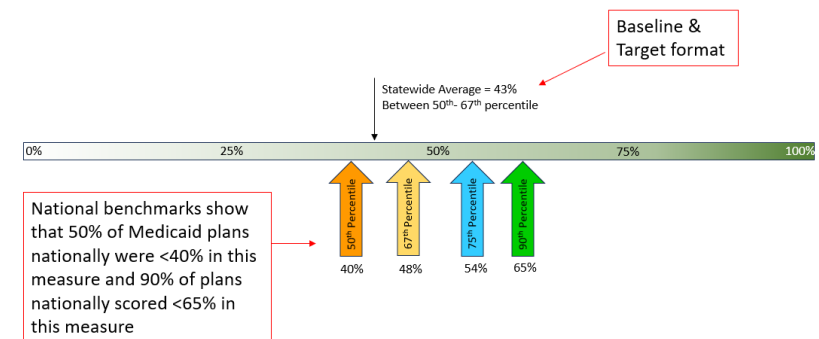 Baseline &
Target format
Statewide Average = 43%
Between 50th- 67th percentile
0% 25% 50% 75% 100%
50th Percentile
67th Percentile
75th Percentile
90th Percentile
40% 48% 54% 65%
National benchmarks show
that 50% of Medicaid plans
nationally were <40% in this
measure and 90% of plans
nationally scored <65% in
this measure